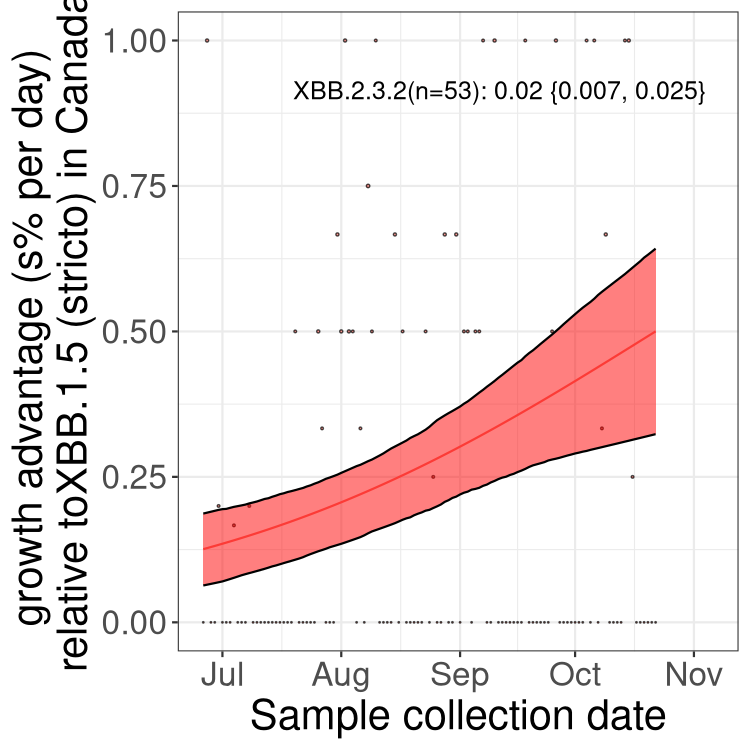 growth advantage (s% per day)
relative toXBB.1.5 (stricto) in Canada
1.00
XBB.2.3.2(n=53): 0.02 {0.007, 0.025}
0.75
0.50
0.25
0.00
Jul Aug Sep Oct Nov
Sample collection date